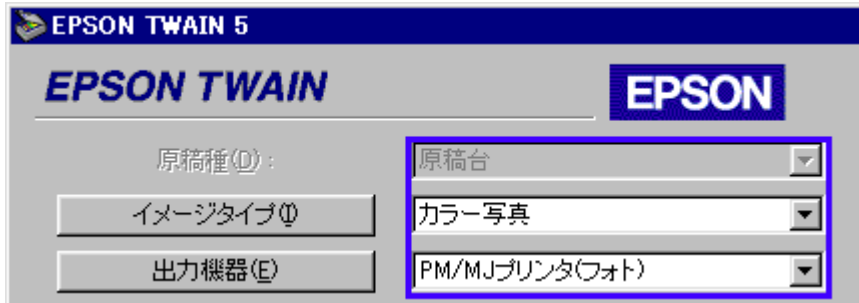 EPSON TWAIN 5
EPSON TWAIN EPSON
原稿種(D): 原稿台
イメージタイプ(I) カラー写真
出力機器(E) PM/MJプリンタ(フォト)